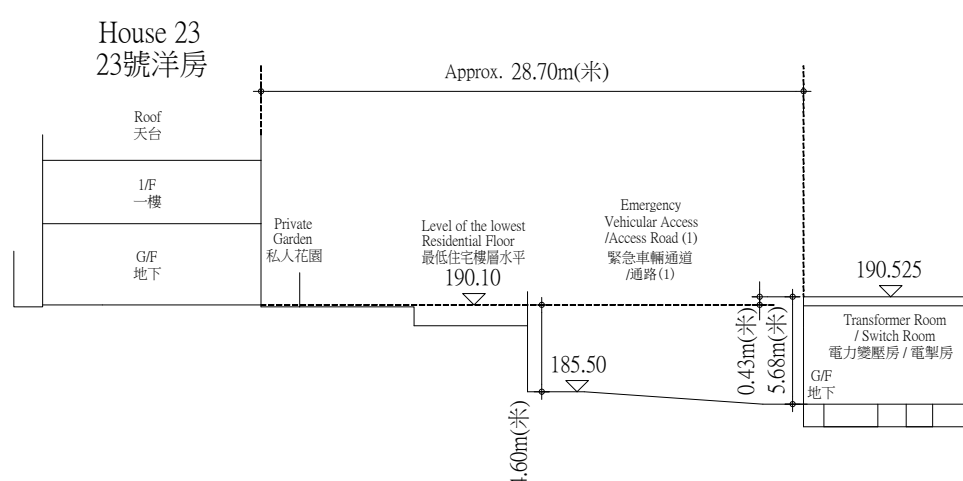 House 23
23號洋房
Approx. 28.70m(米)
Roof
天台
1/F
一樓
G/F
地下
Private
Garden
私人花園
Level of the lowest
Residential Floor
最低住宅樓層水平
190.10
Emergency
Vehicular Access
/Access Road (1)
緊急車輛通道
/通路(1)
190.525
Transformer Room
/ Switch Room
電力變壓房 / 電掣房
G/F
地下
0.43m(米)
5.68m(米)
185.50
4.60m(米)